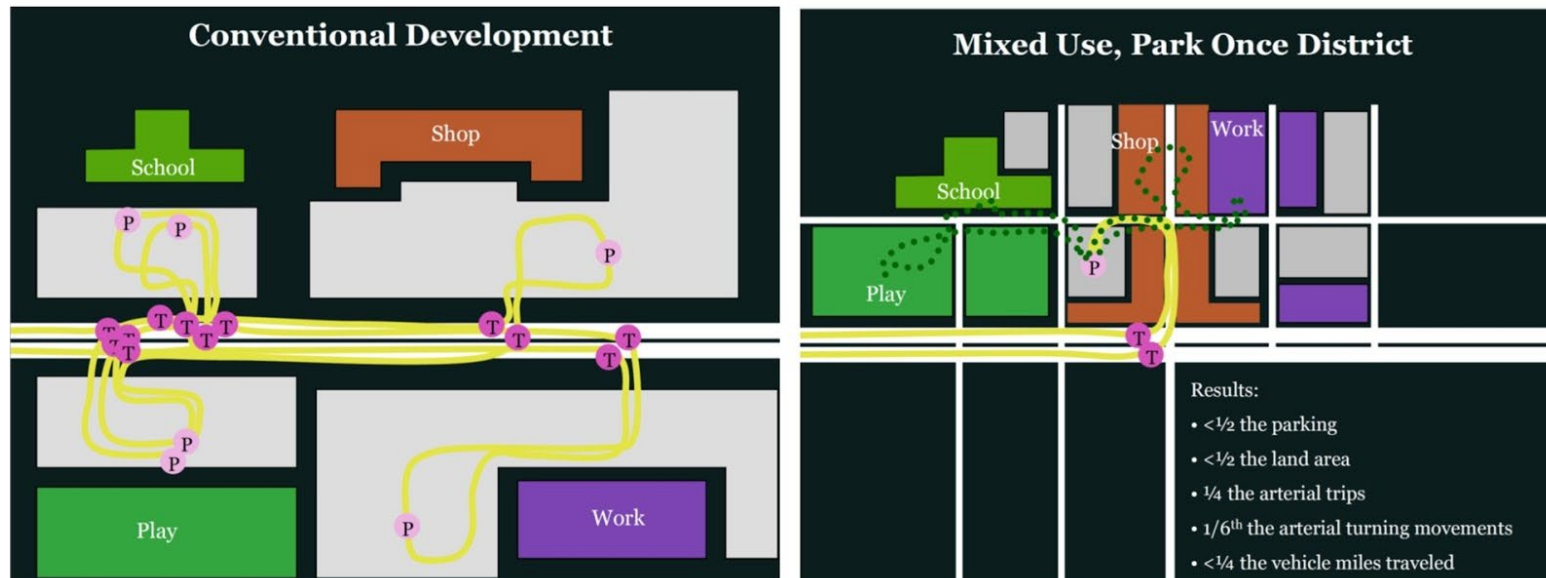 Conventional Development
School
Shop
P
P
P
T
T
T
T
T
T
T
T
T
T
T
T
P
P
P
Play
Work
Mixed Use, Park Once District
Shop
Work
School
Play
P
T
T
Results:
• <½ the parking
• <½ the land area
• ¼ the arterial trips
• 1/6th the arterial turning movements
• <¼ the vehicle miles traveled